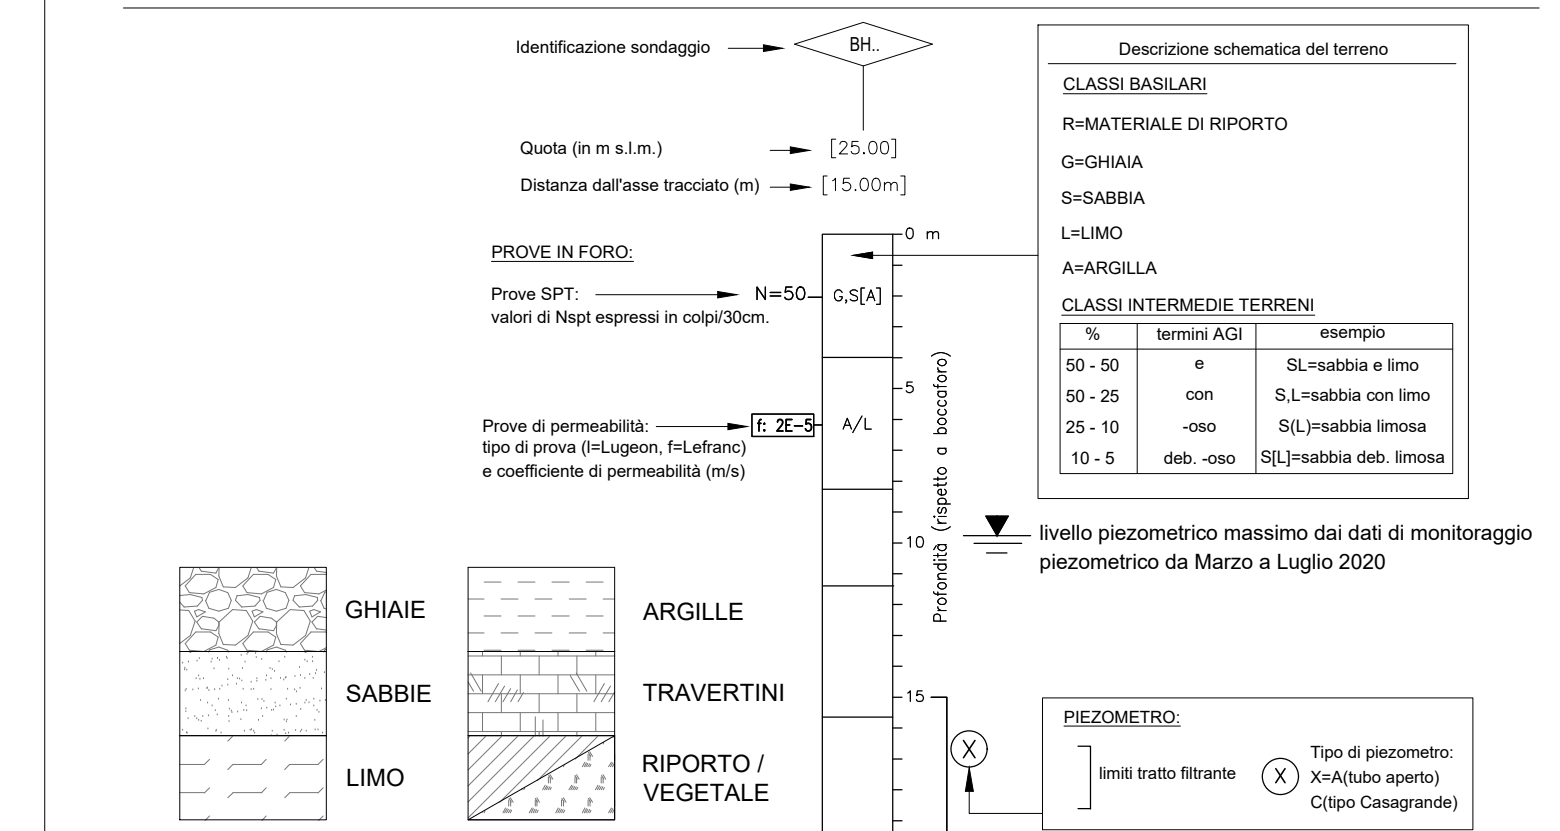 Identificazione sondaggio
BH..
Quota (in m s.l.m.)
[25.00]
Distanza dall'asse tracciato (m)
[15.00m]
PROVE IN FORO:
Prove SPT:
N=50
valori di Nspt espressi in colpi/30cm.
G,S[A]
Prove di permeabilità:
f: 2E-5
tipo di prova (l=Lugeon, f=Lefranc)
e coefficiente di permeabilità (m/s)
A/L
0 m
5
10
15
Profondità (rispetto a boccaforo)
Descrizione schematica del terreno
CLASSI BASILARI
R=MATERIALE DI RIPORTO
G=GHIAIA
S=SABBIA
L=LIMO
A=ARGILLA
CLASSI INTERMEDIE TERRENI
% termini AGI esempio
50 - 50 e SL=sabbia e limo
50 - 25 con S,L=sabbia con limo
25 - 10 -oso S(L)=sabbia limosa
10 - 5 deb. -oso S[L]=sabbia deb. limosa
livello piezometrico massimo dai dati di monitoraggio
piezometrico da Marzo a Luglio 2020
GHIAIE
SABBIE
LIMO
ARGILLE
TRAVERTINI
RIPORTO /
VEGETALE
X
PIEZOMETRO:
limiti tratto filtrante
X
Tipo di piezometro:
X=A(tubo aperto)
C(tipo Casagrande)